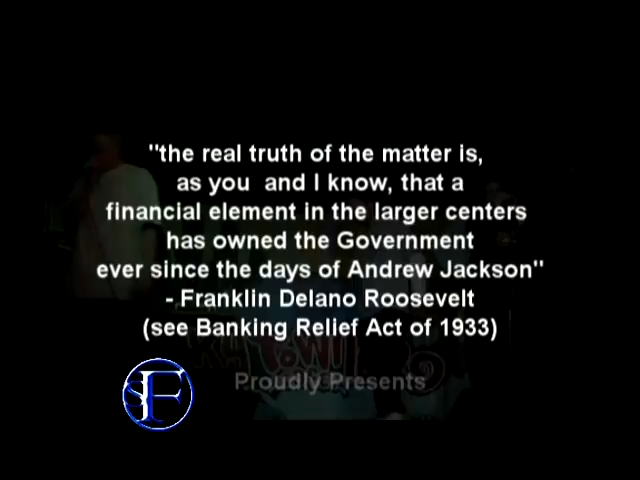 "the real truth of the matter is,
as you  and I know, that a
financial element in the larger centers
has owned the Government
ever since the days of Andrew Jackson"
- Franklin Delano Roosevelt
(see Banking Relief Act of 1933)
Proudly Presents